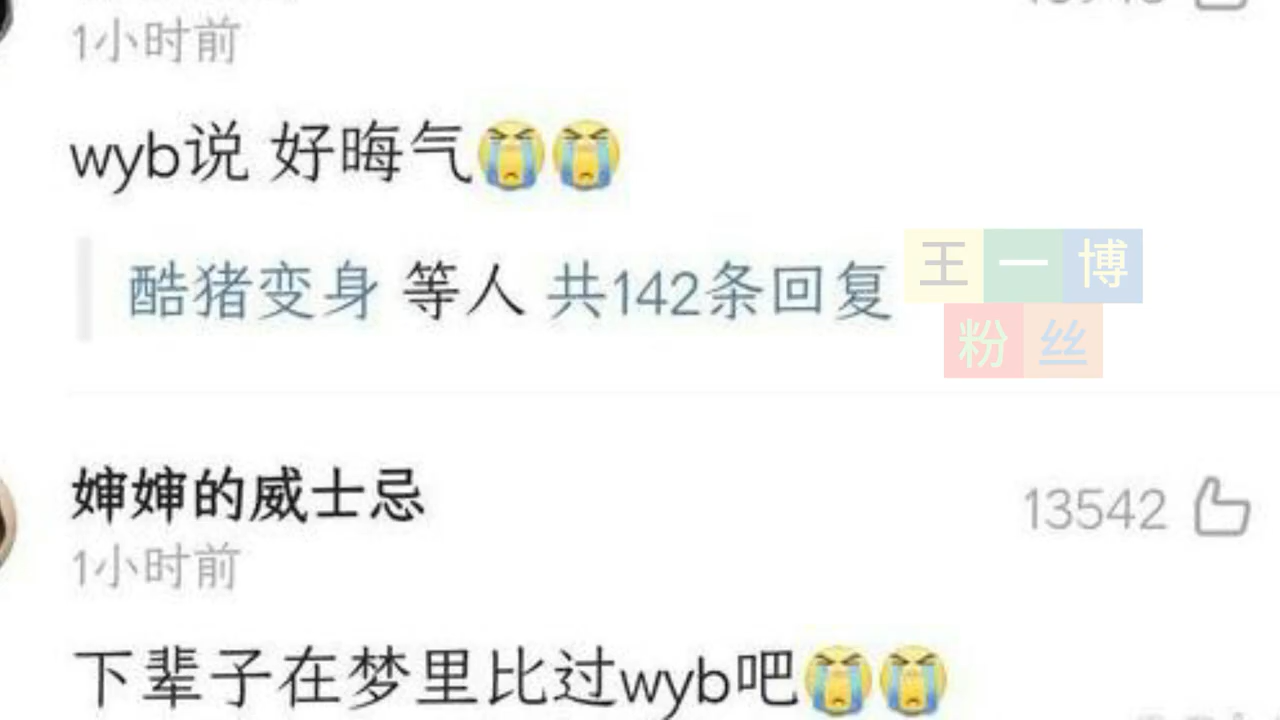 1小时前
wyb说 好晦气😭😭
酷猪变身 等人 共142条回复
王一博
粉丝
婶婶的威士忌
13542
1小时前
下辈子在梦里比过wyb吧😭😭